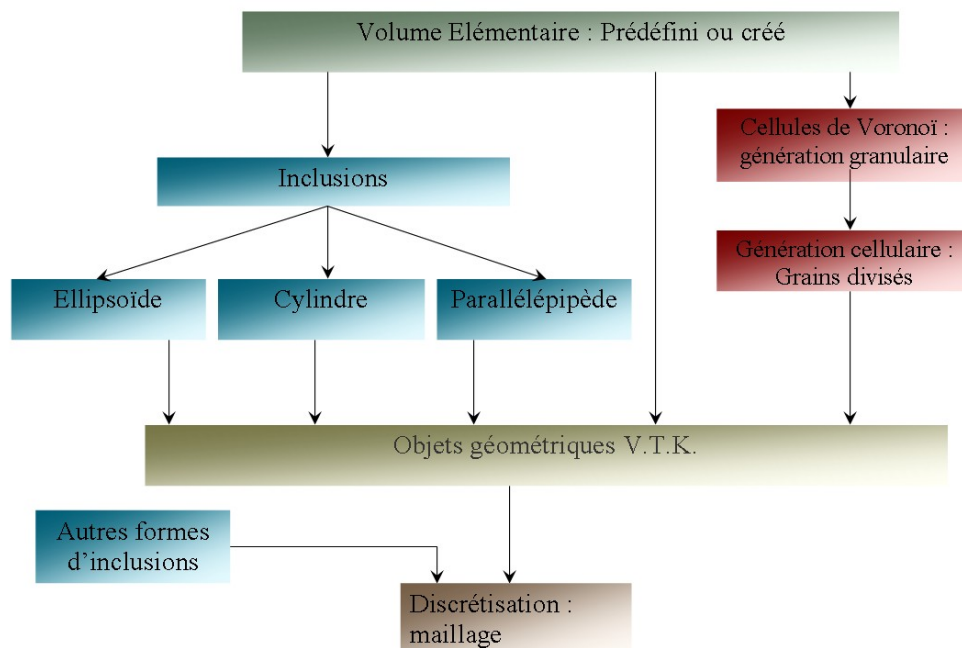 Volume Elémentaire : Prédéfini ou créé
Cellules de Voronoï :
génération granulaire
Inclusions
Génération cellulaire :
Grains divisés
Ellipsoïde
Cylindre
Parallélépipède
Objets géométriques V.T.K.
Autres formes
d’inclusions
Discrétisation :
maillage